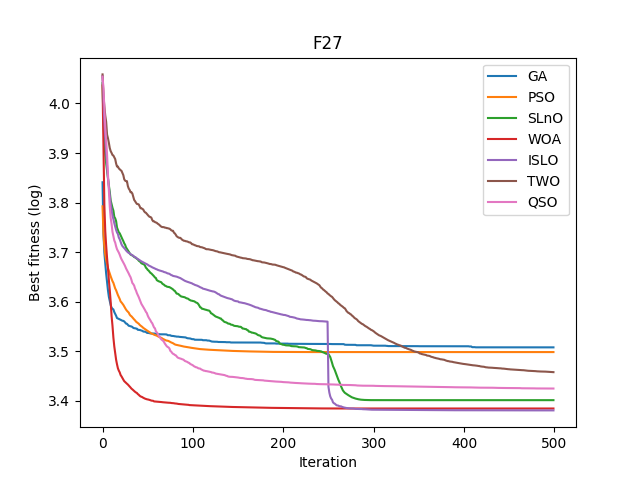 F27
Best fitness (log)
4.0
3.9
3.8
3.7
3.6
3.5
3.4
GA
PSO
SLnO
WOA
ISLO
TWO
QSO
0 100 200 300 400 500
Iteration